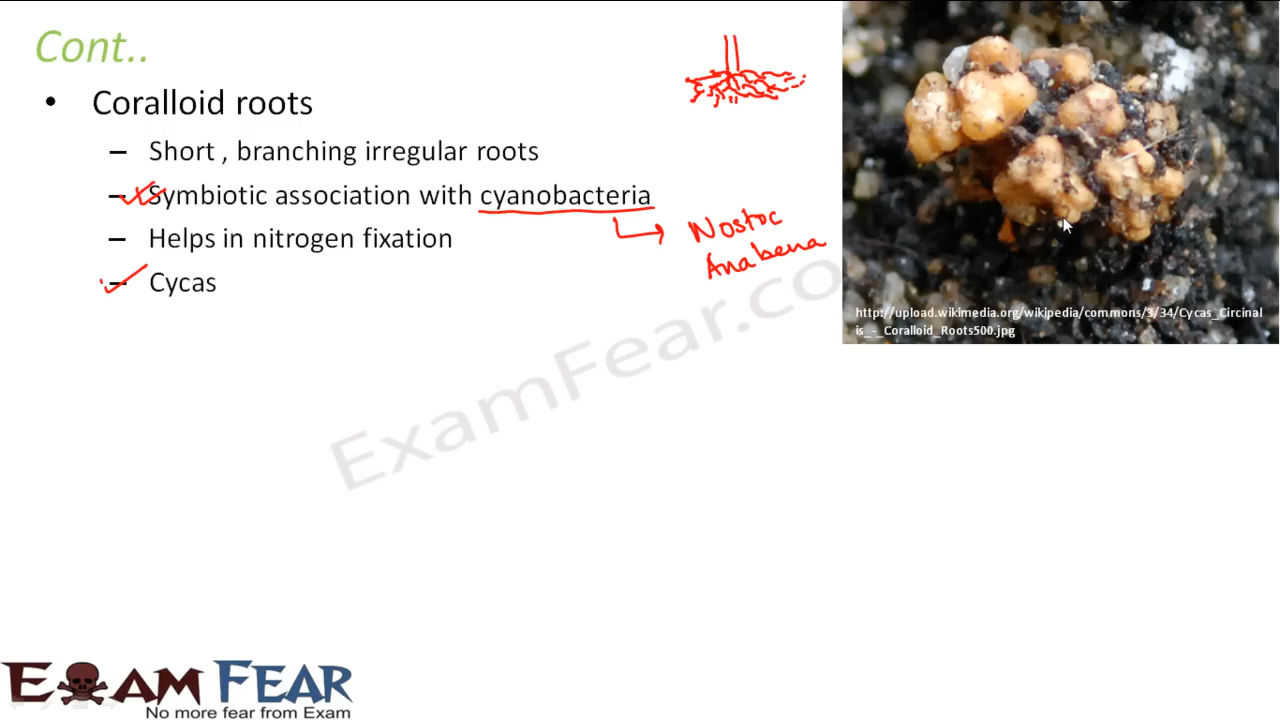 Cont..
• Coralloid roots
– Short , branching irregular roots
– Symbiotic association with cyanobacteria
Nostoc
Anabena
– Helps in nitrogen fixation
– Cycas
http://upload.wikimedia.org/wikipedia/commons/3/34/Cycas_Circinal
is_-_Coralloid_Roots500.jpg
ExamFear.co
EXAM FEAR
No more fear from Exam